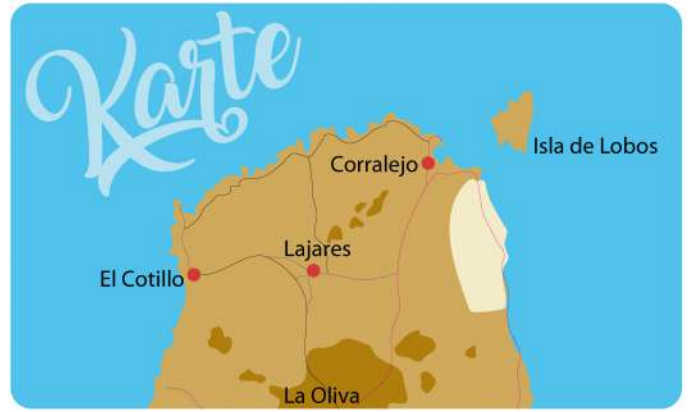 Karte
Isla de Lobos
Corralejo
Lajares
El Cotillo
La Oliva